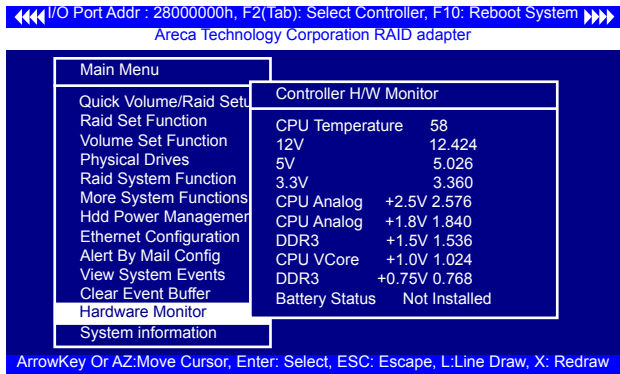 I/O Port Addr : 28000000h, F2(Tab): Select Controller, F10: Reboot System
Areca Technology Corporation RAID adapter
Main Menu
Quick Volume/Raid Setu
Raid Set Function
Volume Set Function
Physical Drives
Raid System Function
More System Functions
Hdd Power Managemen
Ethernet Configuration
Alert By Mail Config
View System Events
Clear Event Buffer
Hardware Monitor
System information
Controller H/W Monitor
CPU Temperature 58
12V 12.424
5V 5.026
3.3V 3.360
CPU Analog +2.5V 2.576
CPU Analog +1.8V 1.840
DDR3 +1.5V 1.536
CPU VCore +1.0V 1.024
DDR3 +0.75V 0.768
Battery Status Not Installed
ArrowKey Or AZ:Move Cursor, Enter: Select, ESC: Escape, L:Line Draw, X: Redraw